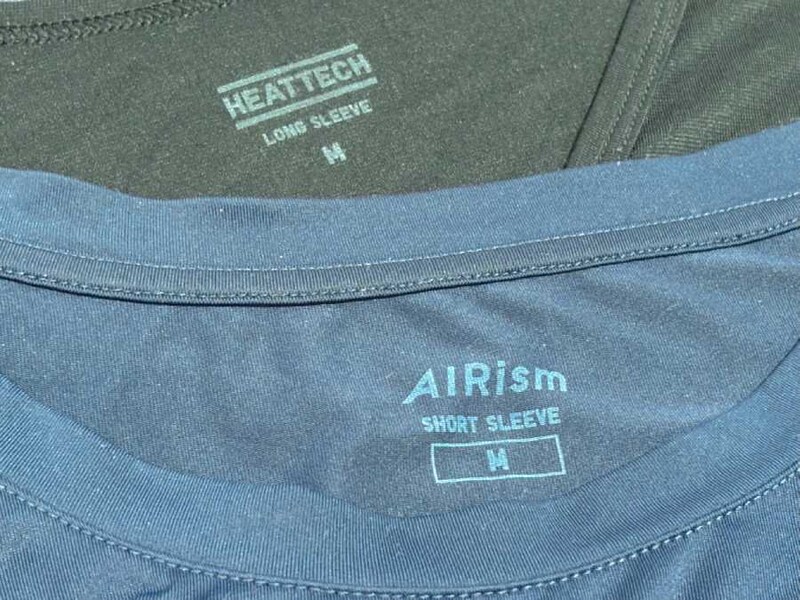 HEATTECH
LONG SLEEVE
M
AIRism
SHORT SLEEVE
M